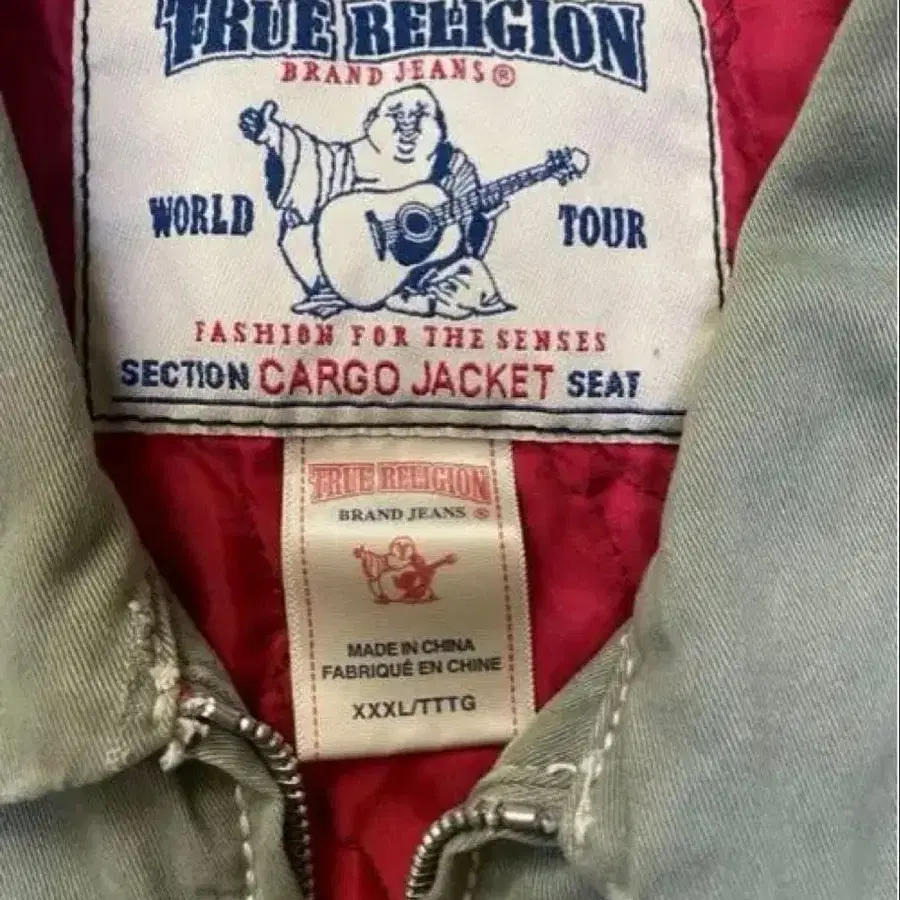 TRUE RELIGION
BRAND JEANS®
WORLD TOUR
FASHION FOR THE SENSES
SECTION CARGO JACKET SEAT
TRUE RELIGION
BRAND JEANS ®
MADE IN CHINA
FABRIQUÉ EN CHINE
XXXL/TTTG